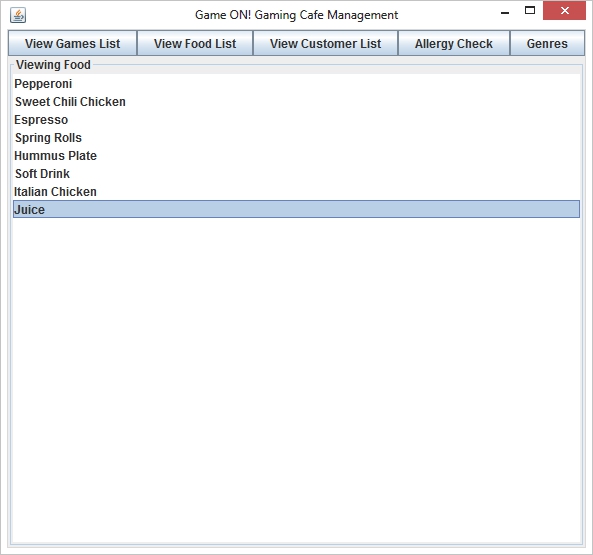 Game ON! Gaming Cafe Management
View Games List View Food List View Customer List Allergy Check Genres
Viewing Food
Pepperoni
Sweet Chili Chicken
Espresso
Spring Rolls
Hummus Plate
Soft Drink
Italian Chicken
Juice